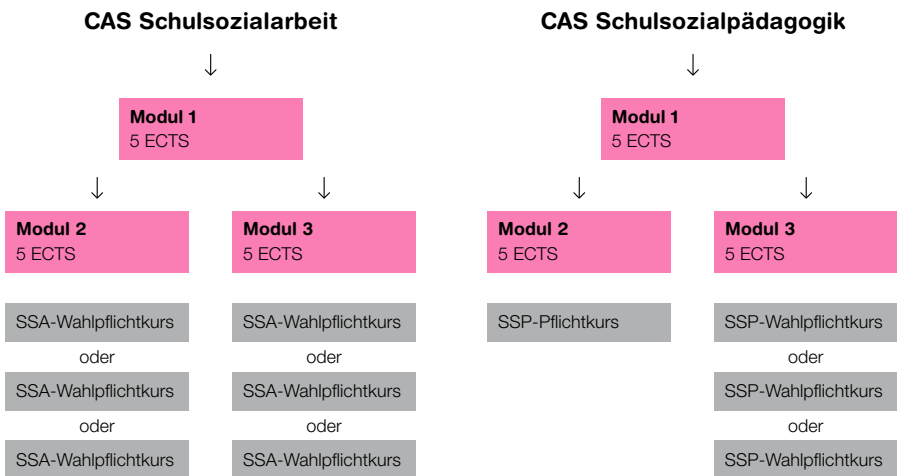 CAS Schulsozialarbeit
↓
Modul 1
5 ECTS
↓ ↓
Modul 2
5 ECTS
SSA-Wahlpflichtkurs
oder
SSA-Wahlpflichtkurs
oder
SSA-Wahlpflichtkurs
Modul 3
5 ECTS
SSA-Wahlpflichtkurs
oder
SSA-Wahlpflichtkurs
oder
SSA-Wahlpflichtkurs
CAS Schulsozialpädagogik
↓
Modul 1
5 ECTS
↓ ↓
Modul 2
5 ECTS
SSP-Pflichtkurs
Modul 3
5 ECTS
SSP-Wahlpflichtkurs
oder
SSP-Wahlpflichtkurs
oder
SSP-Wahlpflichtkurs